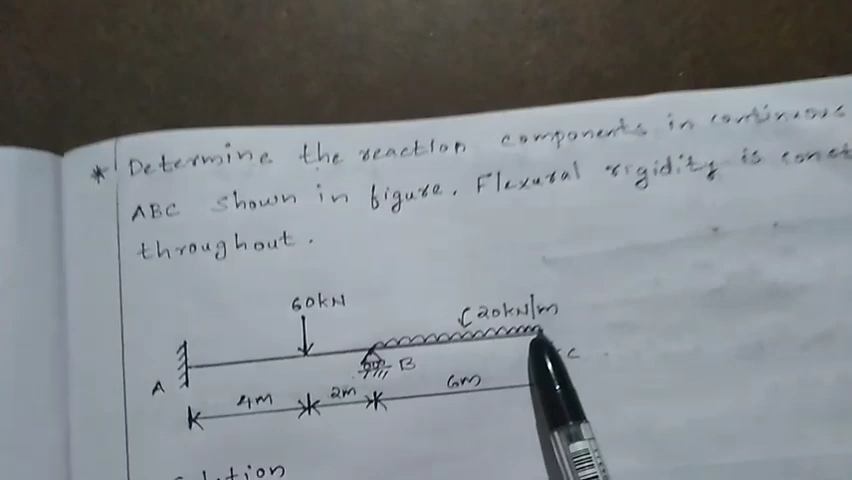 * Determine the reaction components in continuous
ABC shown in figure. Flexural rigidity is const
throughout.
60kN
20kN/m
A
B
C
4m
2m
6m